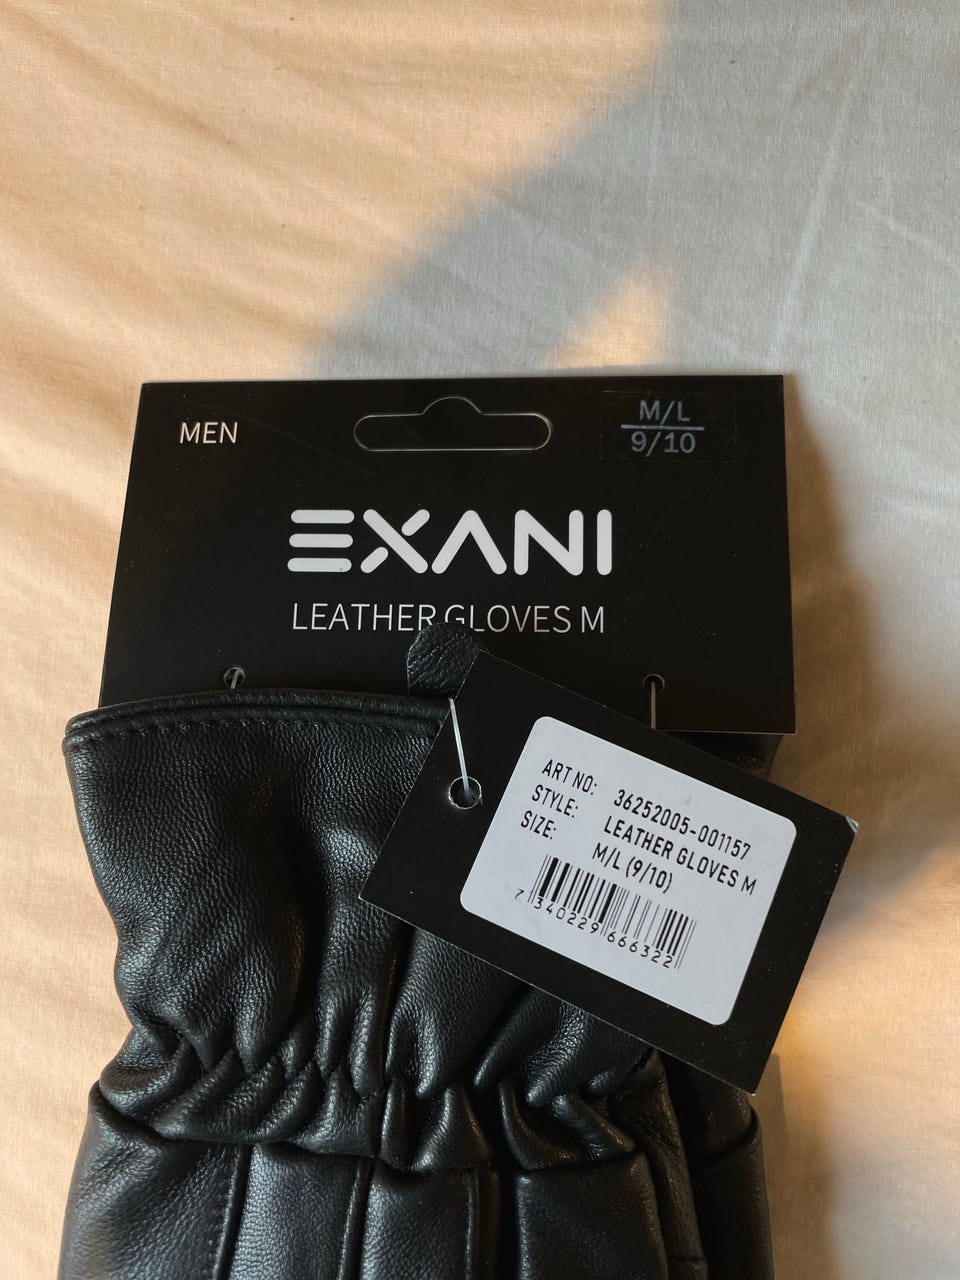 MEN
M/L
9/10
EXANI
LEATHER GLOVES M
ART NO: 36252005-001157
STYLE: LEATHER GLOVES M
SIZE: M/L (9/10)
7 340229 666322